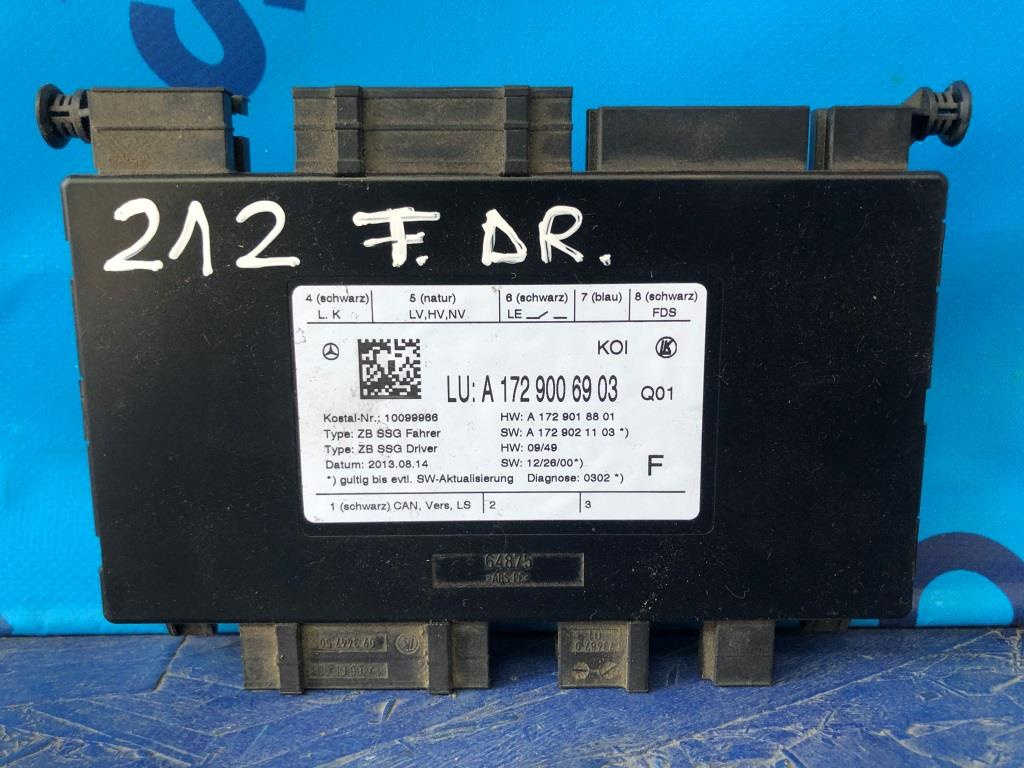 212 F. DR.
4 (schwarz) 5 (natur) 6 (schwarz) 7 (blau) 8 (schwarz)
L. K LV,HV,NV LE FDS
KOI
LU: A 172 900 69 03 Q01
Kostal-Nr.: 10099966 HW: A 172 901 88 01
Type: ZB SSG Fahrer SW: A 172 902 11 03 *)
Type: ZB SSG Driver HW: 09/49
Datum: 2013.08.14 SW: 12/26/00*) F
*) gultig bis evtl. SW-Aktualisierung Diagnose: 0302 *)
1 (schwarz) CAN, Vers, LS 2 3
64875